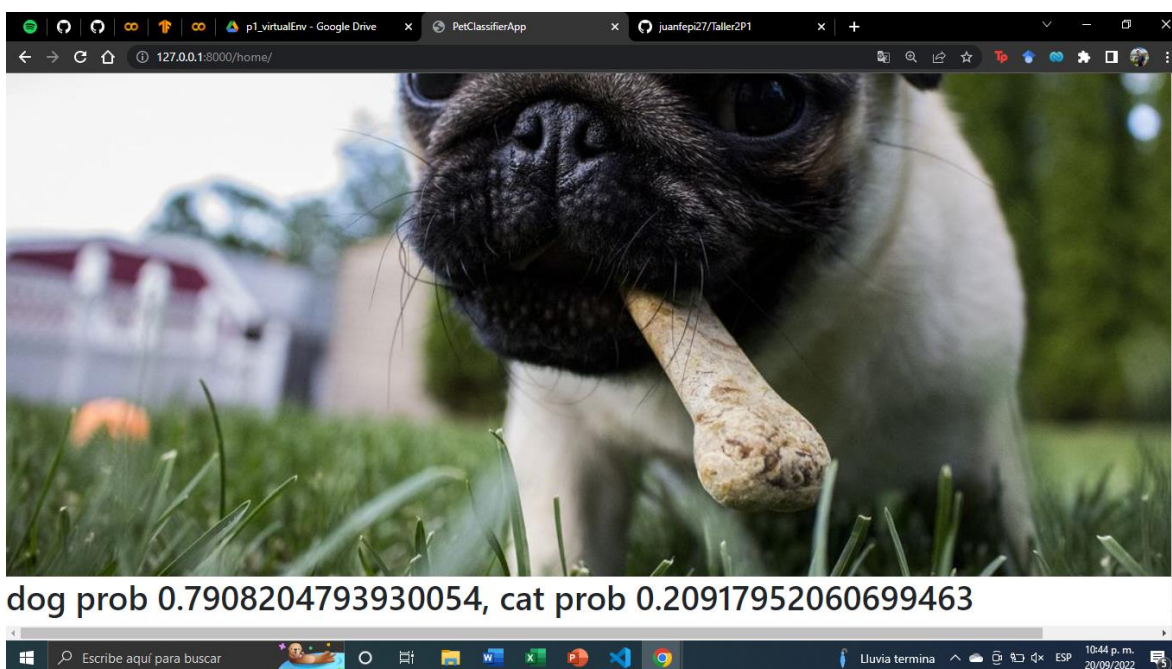 p1_virtualEnv - Google Drive
PetClassifierApp
juanfepi27/Taller2P1
127.0.0.1:8000/home/
Tp
dog prob 0.7908204793930054, cat prob 0.20917952060699463
Escribe aquí para buscar
Lluvia termina
ESP
10:44 p. m.
20/09/2022